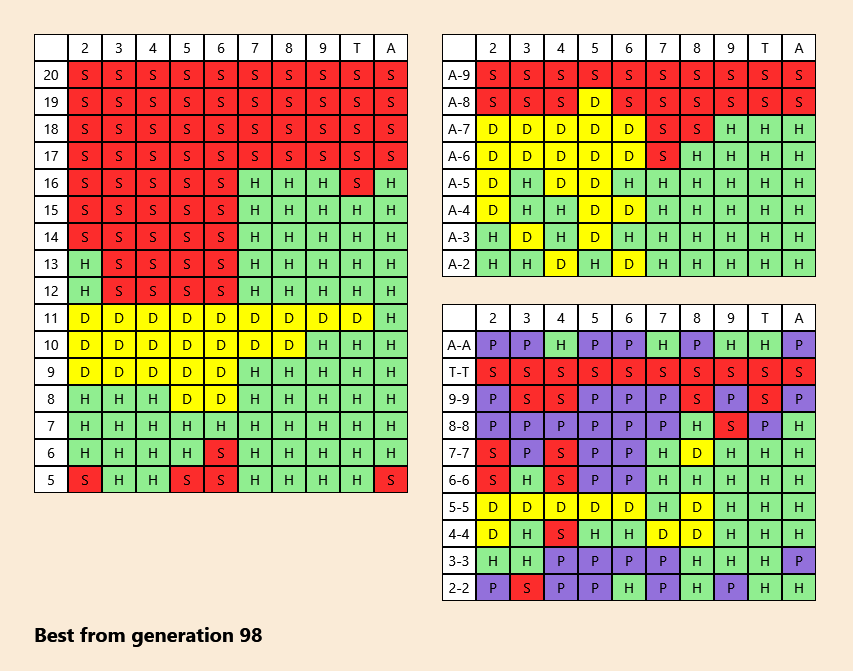 2 3 4 5 6 7 8 9 T A
20 S S S S S S S S S S
19 S S S S S S S S S S
18 S S S S S S S S S S
17 S S S S S S S S S S
16 S S S S S H H H S H
15 S S S S S H H H H H
14 S S S S S H H H H H
13 H S S S S H H H H H
12 H S S S S H H H H H
11 D D D D D D D D D H
10 D D D D D D D H H H
9 D D D D D H H H H H
8 H H H D D H H H H H
7 H H H H H H H H H H
6 H H H H S H H H H H
5 S H H S S H H H H S
2 3 4 5 6 7 8 9 T A
A-9 S S S S S S S S S S
A-8 S S S D S S S S S S
A-7 D D D D D S S H H H
A-6 D D D D D S H H H H
A-5 D H D D H H H H H H
A-4 D H H D D H H H H H
A-3 H D H D H H H H H H
A-2 H H D H D H H H H H
2 3 4 5 6 7 8 9 T A
A-A P P H P P H P H H P
T-T S S S S S S S S S S
9-9 P S S P P P S P S P
8-8 P P P P P P H S P H
7-7 S P S P P H D H H H
6-6 S H S P P H H H H H
5-5 D D D D D H D H H H
4-4 D H S H H D D H H H
3-3 H H P P P P H H H P
2-2 P S P P H P H P H H
Best from generation 98